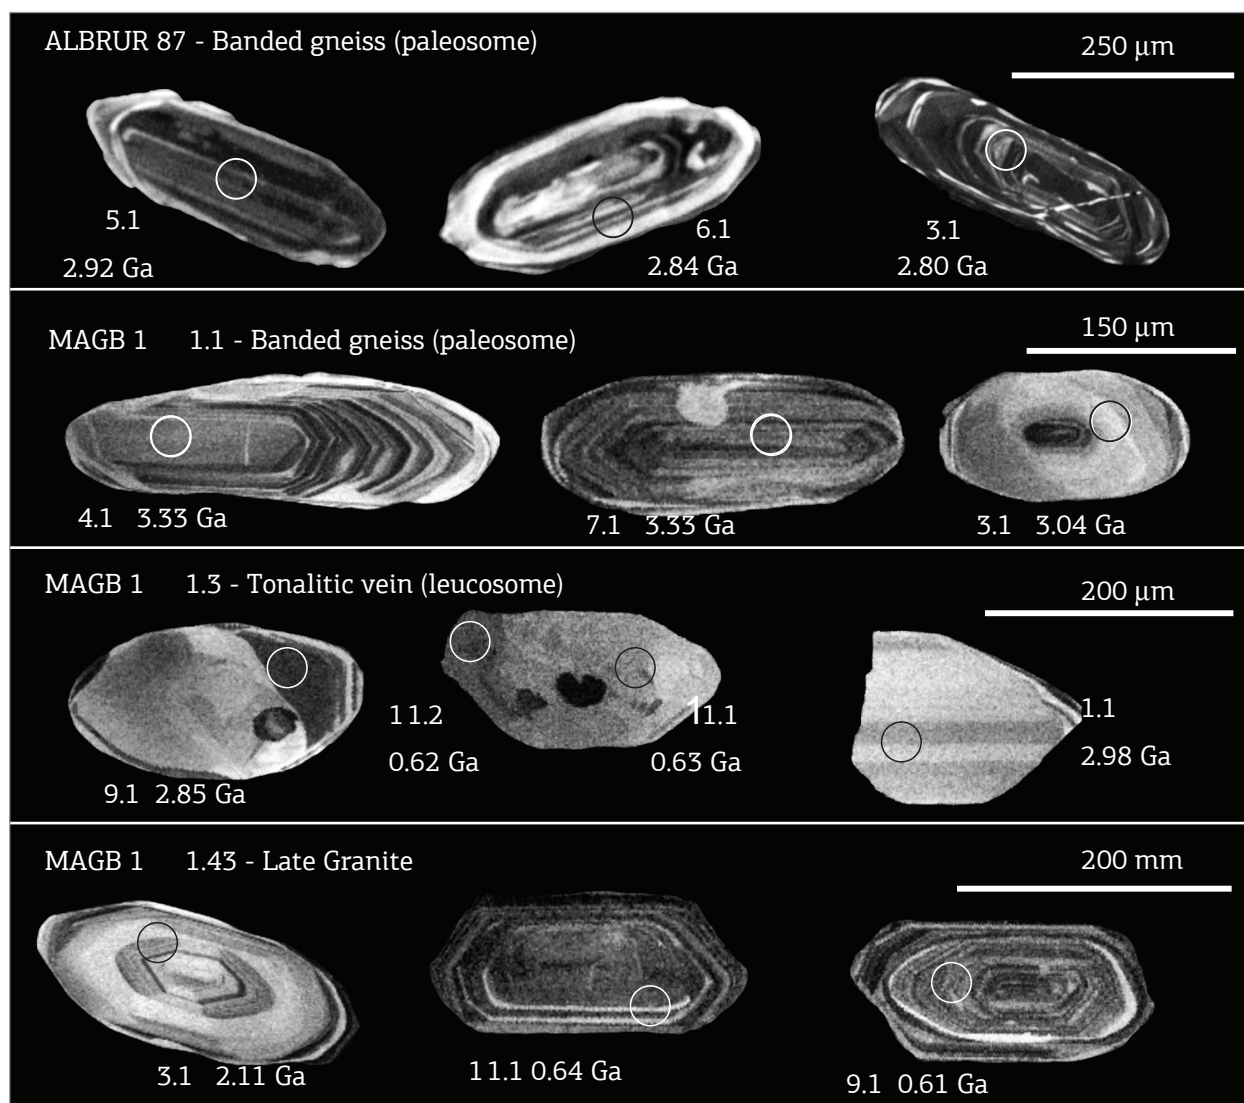 ALBRUR 87 - Banded gneiss (paleosome)
250 µm
5.1
2.92 Ga
6.1
2.84 Ga
3.1
2.80 Ga
MAGB 1 1.1 - Banded gneiss (paleosome)
150 µm
4.1 3.33 Ga
7.1 3.33 Ga
3.1 3.04 Ga
MAGB 1 1.3 - Tonalitic vein (leucosome)
200 µm
9.1 2.85 Ga
11.2
0.62 Ga
11.1
0.63 Ga
1.1
2.98 Ga
MAGB 1 1.43 - Late Granite
200 mm
3.1 2.11 Ga
11.1 0.64 Ga
9.1 0.61 Ga